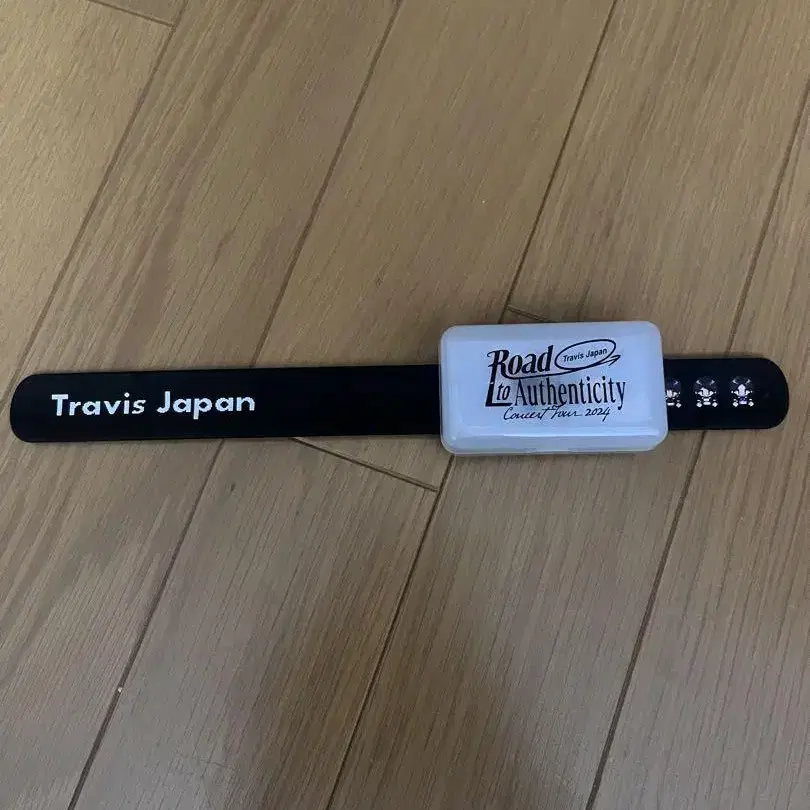 Travis Japan
Road
Travis Japan
to Authenticity
Concert Tour 2024